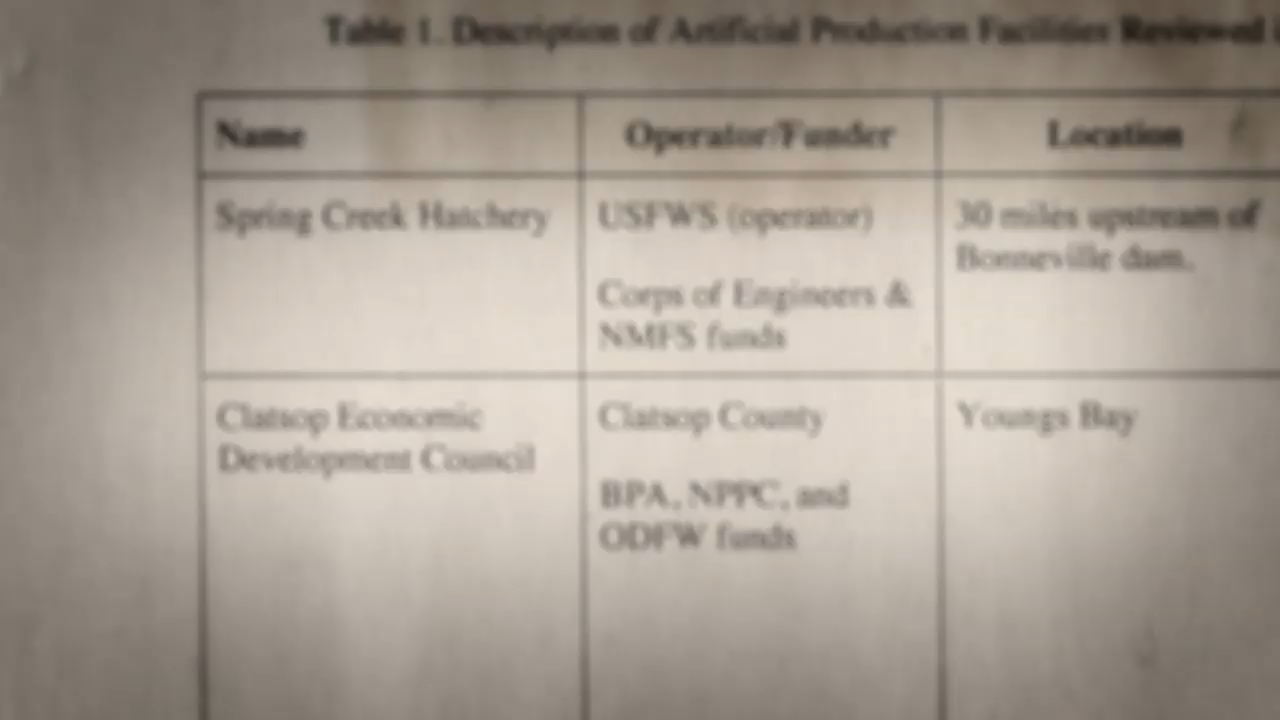 Table 1. Description of Artificial Production Facilities Reviewed
Name
Operator/Funder
Location
Spring Creek Hatchery
USFWS (operator)
Corps of Engineers &
NMFS funds
30 miles upstream of
Bonneville dam.
Clatsop Economic
Development Council
Clatsop County
BPA, NPPC, and
ODFW funds
Youngs Bay